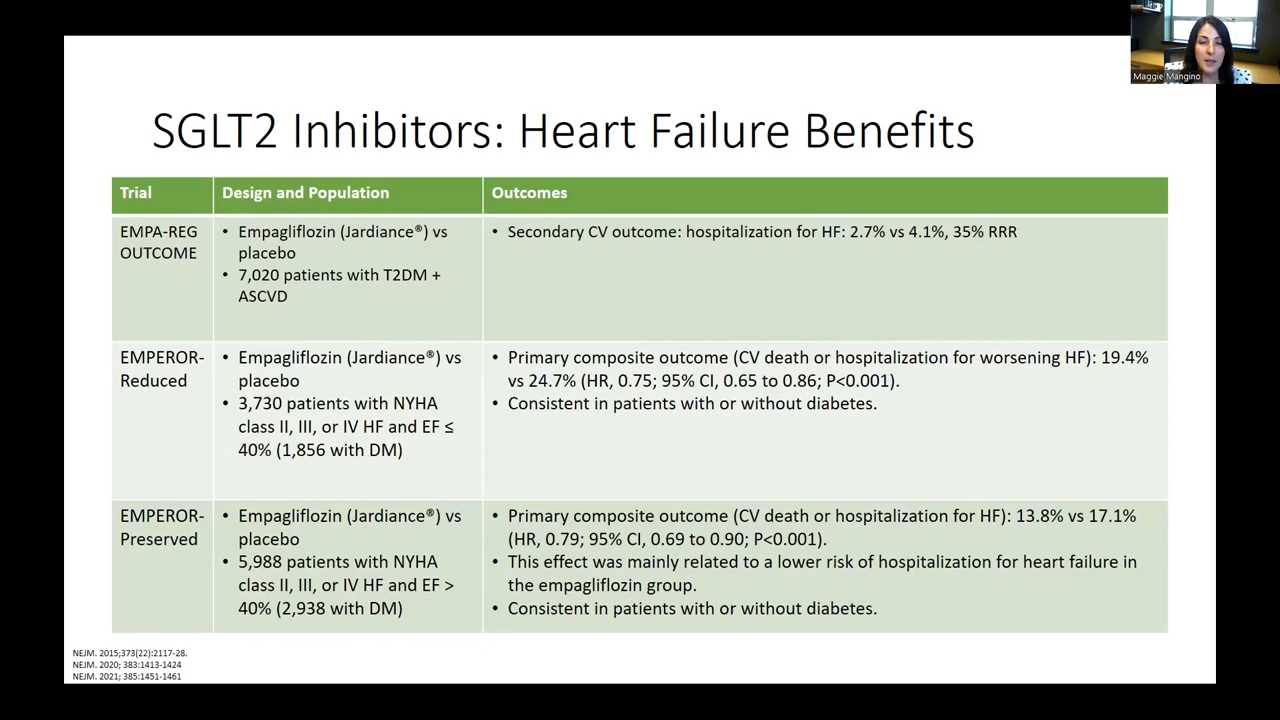 Maggie Mangino
SGLT2 Inhibitors: Heart Failure Benefits
Trial
Design and Population
Outcomes
EMPA-REG
OUTCOME
• Empagliflozin (Jardiance®) vs
placebo
• 7,020 patients with T2DM +
ASCVD
• Secondary CV outcome: hospitalization for HF: 2.7% vs 4.1%, 35% RRR
EMPEROR-
Reduced
• Empagliflozin (Jardiance®) vs
placebo
• 3,730 patients with NYHA
class II, III, or IV HF and EF ≤
40% (1,856 with DM)
• Primary composite outcome (CV death or hospitalization for worsening HF): 19.4%
vs 24.7% (HR, 0.75; 95% CI, 0.65 to 0.86; P<0.001).
• Consistent in patients with or without diabetes.
EMPEROR-
Preserved
• Empagliflozin (Jardiance®) vs
placebo
• 5,988 patients with NYHA
class II, III, or IV HF and EF >
40% (2,938 with DM)
• Primary composite outcome (CV death or hospitalization for HF): 13.8% vs 17.1%
(HR, 0.79; 95% CI, 0.69 to 0.90; P<0.001).
• This effect was mainly related to a lower risk of hospitalization for heart failure in
the empagliflozin group.
• Consistent in patients with or without diabetes.
NEJM. 2015;373(22):2117-28.
NEJM. 2020; 383:1413-1424
NEJM. 2021; 385:1451-1461